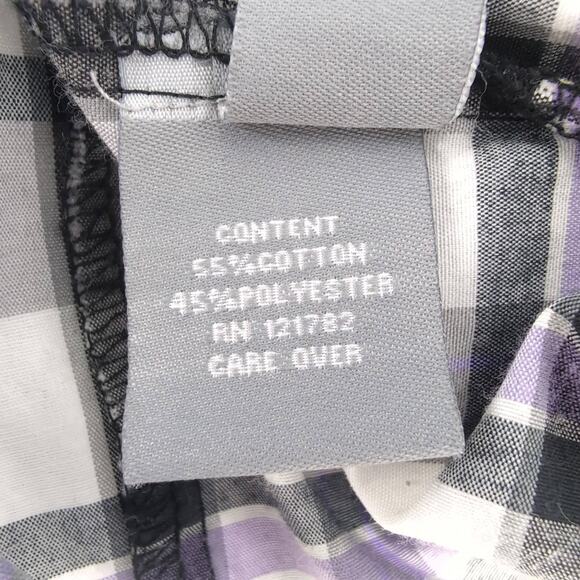 CONTENT
55%COTTON
45%POLYESTER
RN 121782
CARE OVER